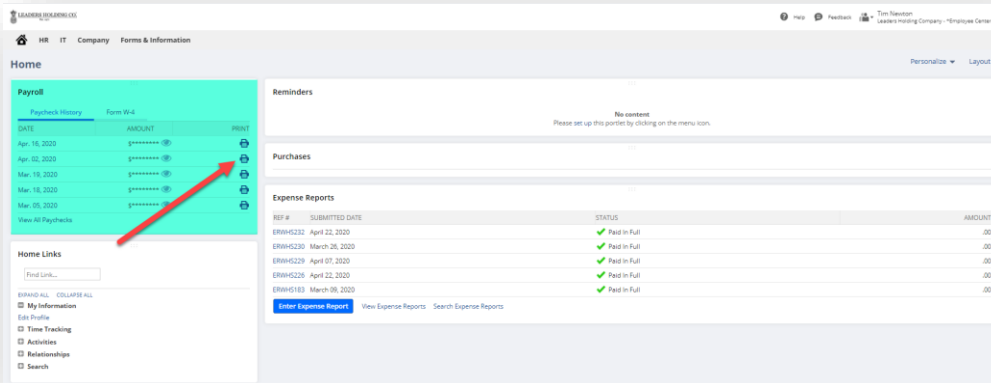 LEADERS HOLDING CO.
Help Feedback Tim Newton
Leaders Holding Company - *Employee Center
HR IT Company Forms & Information
Home
Personalize Layout
Payroll
Paycheck History Form W-4
DATE AMOUNT PRINT
Apr. 16, 2020 $********
Apr. 02, 2020 $********
Mar. 19, 2020 $********
Mar. 18, 2020 $********
Mar. 05, 2020 $********
View All Paychecks
Home Links
Find Link...
EXPAND ALL COLLAPSE ALL
My Information
Edit Profile
Time Tracking
Activities
Relationships
Search
Reminders
No content
Please set up this portlet by clicking on the menu icon.
Purchases
Expense Reports
REF # SUBMITTED DATE STATUS AMOUNT
ERWHS232 April 22, 2020 Paid In Full .00
ERWHS230 March 26, 2020 Paid In Full .00
ERWHS229 April 07, 2020 Paid In Full .00
ERWHS226 April 22, 2020 Paid In Full .00
ERWHS183 March 09, 2020 Paid In Full .00
Enter Expense Report View Expense Reports Search Expense Reports